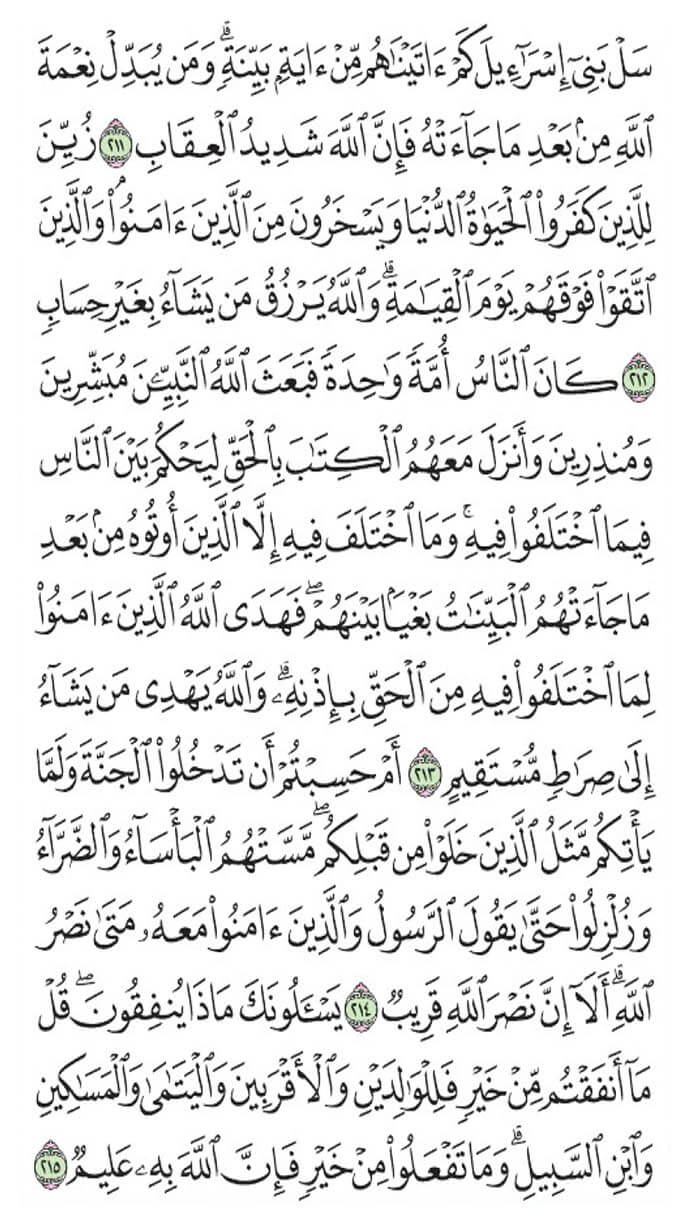 سَلْ بَنِىٓ إِسْرَٰٓءِيلَ كَمْ ءَاتَيْنَٰهُم مِّنْ ءَايَةٍۭ بَيِّنَةٍۗ وَمَن يُبَدِّلْ نِعْمَةَ
ٱللَّهِ مِنۢ بَعْدِ مَا جَآءَتْهُ فَإِنَّ ٱللَّهَ شَدِيدُ ٱلْعِقَابِ ٢١١ زُيِّنَ
لِلَّذِينَ كَفَرُوا۟ ٱلْحَيَوٰةُ ٱلدُّنْيَا وَيَسْخَرُونَ مِنَ ٱلَّذِينَ ءَامَنُوا۟ۘ وَٱلَّذِينَ
ٱتَّقَوْا۟ فَوْقَهُمْ يَوْمَ ٱلْقِيَٰمَةِۗ وَٱللَّهُ يَرْزُقُ مَن يَشَآءُ بِغَيْرِ حِسَابٍ
٢١٢ كَانَ ٱلنَّاسُ أُمَّةً وَٰحِدَةً فَبَعَثَ ٱللَّهُ ٱلنَّبِيِّۦنَ مُبَشِّرِينَ
وَمُنذِرِينَ وَأَنزَلَ مَعَهُمُ ٱلْكِتَٰبَ بِٱلْحَقِّ لِيَحْكُمَ بَيْنَ ٱلنَّاسِ
فِيمَا ٱخْتَلَفُوا۟ فِيهِۚ وَمَا ٱخْتَلَفَ فِيهِ إِلَّا ٱلَّذِينَ أُوتُوهُ مِنۢ بَعْدِ
مَا جَآءَتْهُمُ ٱلْبَيِّنَٰتُ بَغْيًۢا بَيْنَهُمْۖ فَهَدَى ٱللَّهُ ٱلَّذِينَ ءَامَنُوا۟
لِمَا ٱخْتَلَفُوا۟ فِيهِ مِنَ ٱلْحَقِّ بِإِذْنِهِۦۗ وَٱللَّهُ يَهْدِى مَن يَشَآءُ
إِلَىٰ صِرَٰطٍ مُّسْتَقِيمٍ ٢١٣ أَمْ حَسِبْتُمْ أَن تَدْخُلُوا۟ ٱلْجَنَّةَ وَلَمَّا
يَأْتِكُم مَّثَلُ ٱلَّذِينَ خَلَوْا۟ مِن قَبْلِكُمۖ مَّسَّتْهُمُ ٱلْبَأْسَآءُ وَٱلضَّرَّآءُ
وَزُلْزِلُوا۟ حَتَّىٰ يَقُولَ ٱلرَّسُولُ وَٱلَّذِينَ ءَامَنُوا۟ مَعَهُۥ مَتَىٰ نَصْرُ
ٱللَّهِۗ أَلَآ إِنَّ نَصْرَ ٱللَّهِ قَرِيبٌ ٢١٤ يَسْـَٔلُونَكَ مَاذَا يُنفِقُونَۖ قُلْ
مَآ أَنفَقْتُم مِّنْ خَيْرٍ فَلِلْوَٰلِدَيْنِ وَٱلْأَقْرَبِينَ وَٱلْيَتَٰمَىٰ وَٱلْمَسَٰكِينِ
وَٱبْنِ ٱلسَّبِيلِۗ وَمَا تَفْعَلُوا۟ مِنْ خَيْرٍ فَإِنَّ ٱللَّهَ بِهِۦ عَلِيمٌ ٢١٥